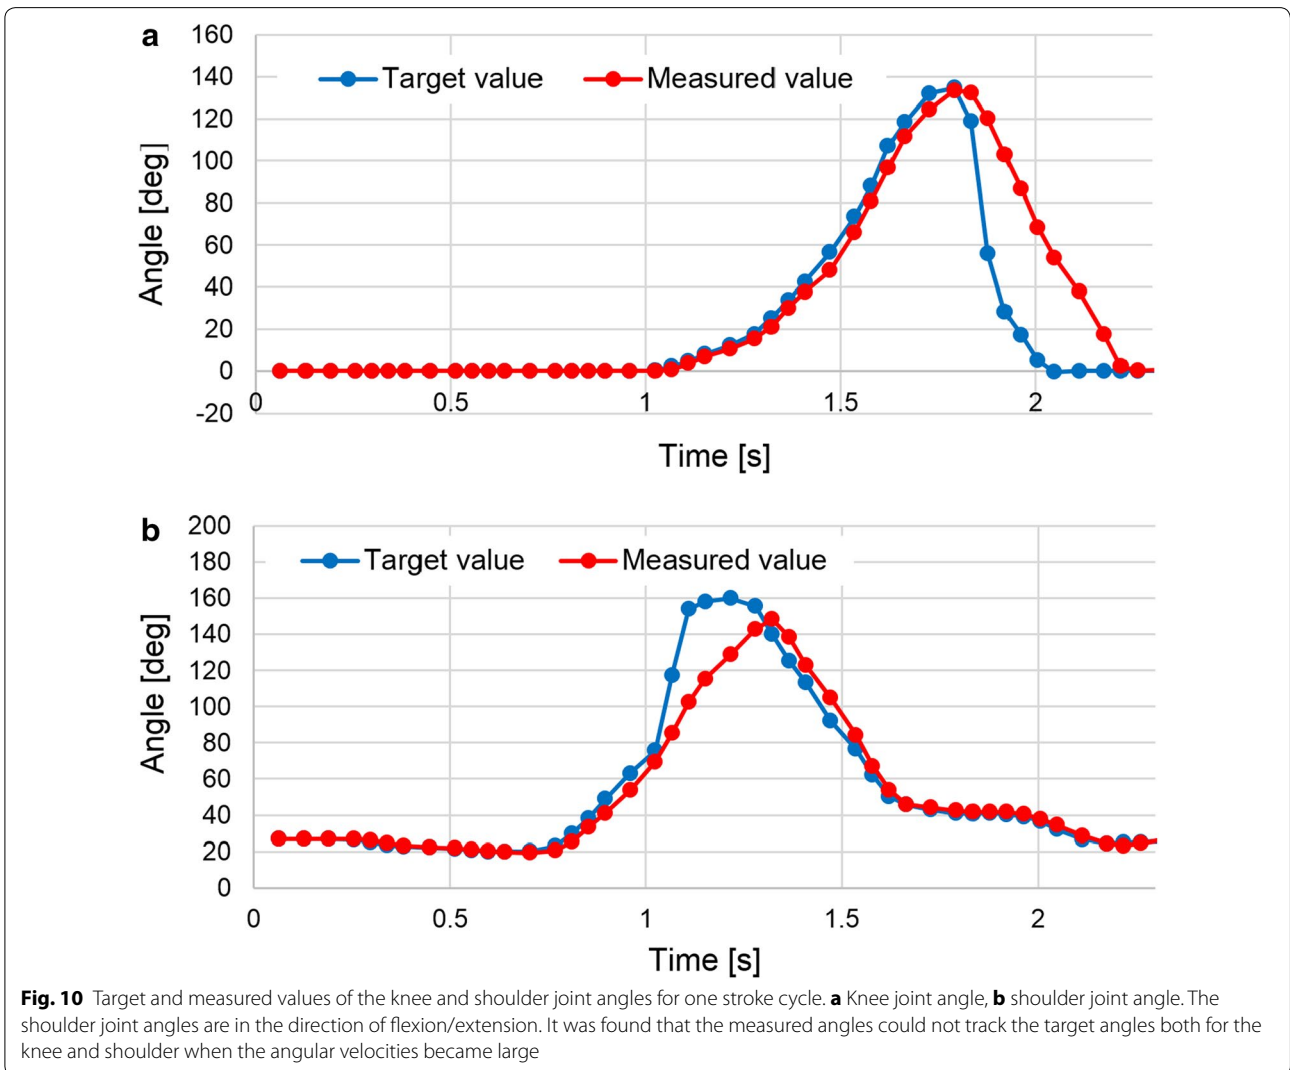 a
160
140
120
100
80
60
40
20
0
-20
Angle [deg]
Target value Measured value
0 0.5 1 1.5 2
Time [s]
b
200
180
160
140
120
100
80
60
40
20
0
Angle [deg]
Target value Measured value
0 0.5 1 1.5 2
Time [s]
Fig. 10 Target and measured values of the knee and shoulder joint angles for one stroke cycle. a Knee joint angle, b shoulder joint angle. The
shoulder joint angles are in the direction of flexion/extension. It was found that the measured angles could not track the target angles both for the
knee and shoulder when the angular velocities became large